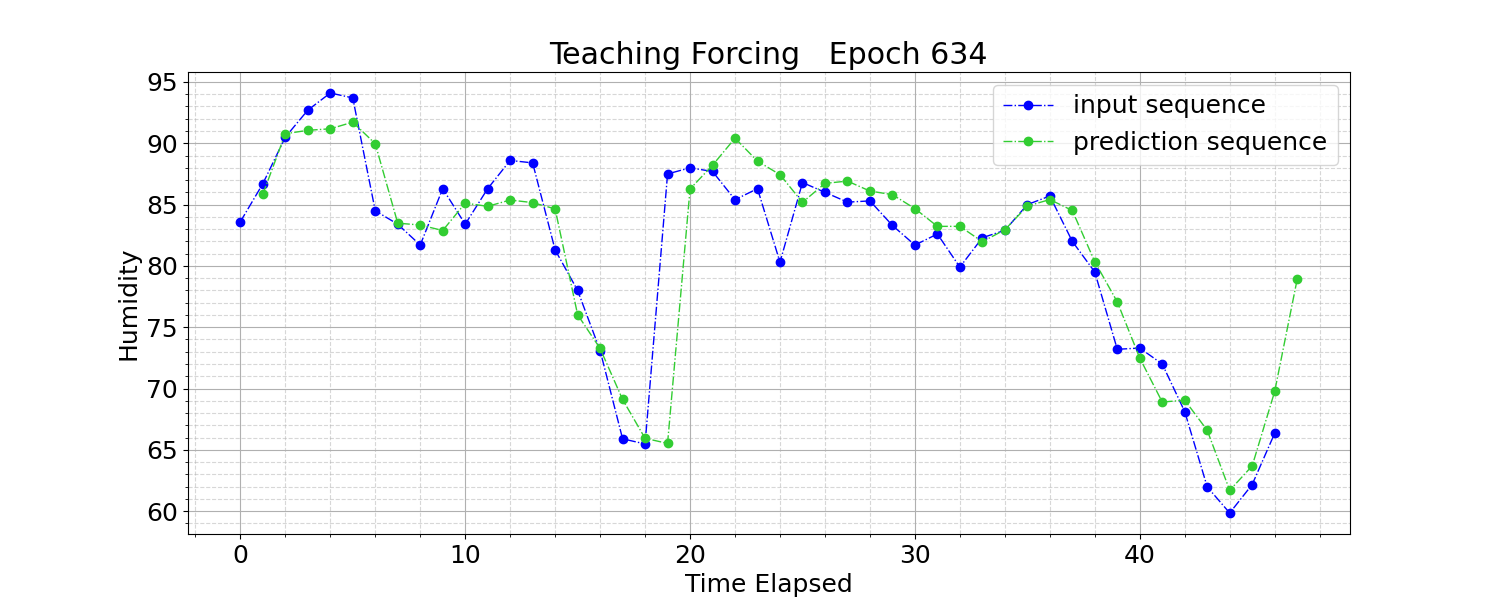 Teaching Forcing   Epoch 634
95
90
85
80
75
70
65
60
Humidity
input sequence
prediction sequence
0 10 20 30 40
Time Elapsed